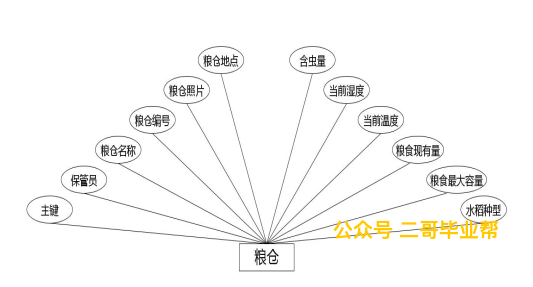 粮仓地点
含虫量
粮仓照片
当前湿度
粮仓编号
当前温度
粮仓名称
粮食现有量
保管员
粮食最大容量
主键
水稻种型
公众号 二哥毕业帮
粮仓